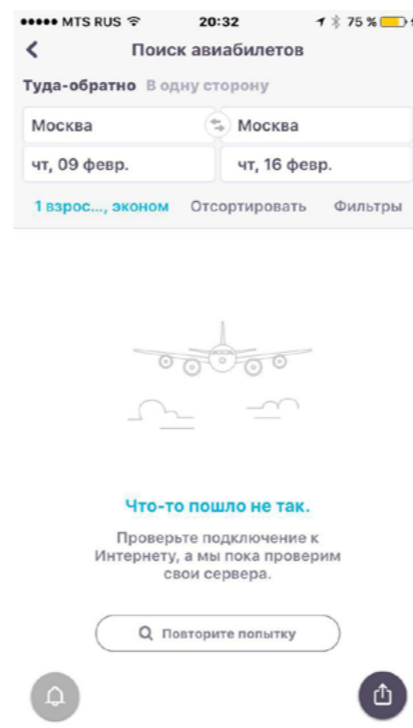 MTS RUS 20:32 75 %
Поиск авиабилетов
Туда-обратно В одну сторону
Москва Москва
чт, 09 февр. чт, 16 февр.
1 взрос..., эконом Отсортировать Фильтры
Что-то пошло не так.
Проверьте подключение к
Интернету, а мы пока проверим
свои сервера.
Повторите попытку